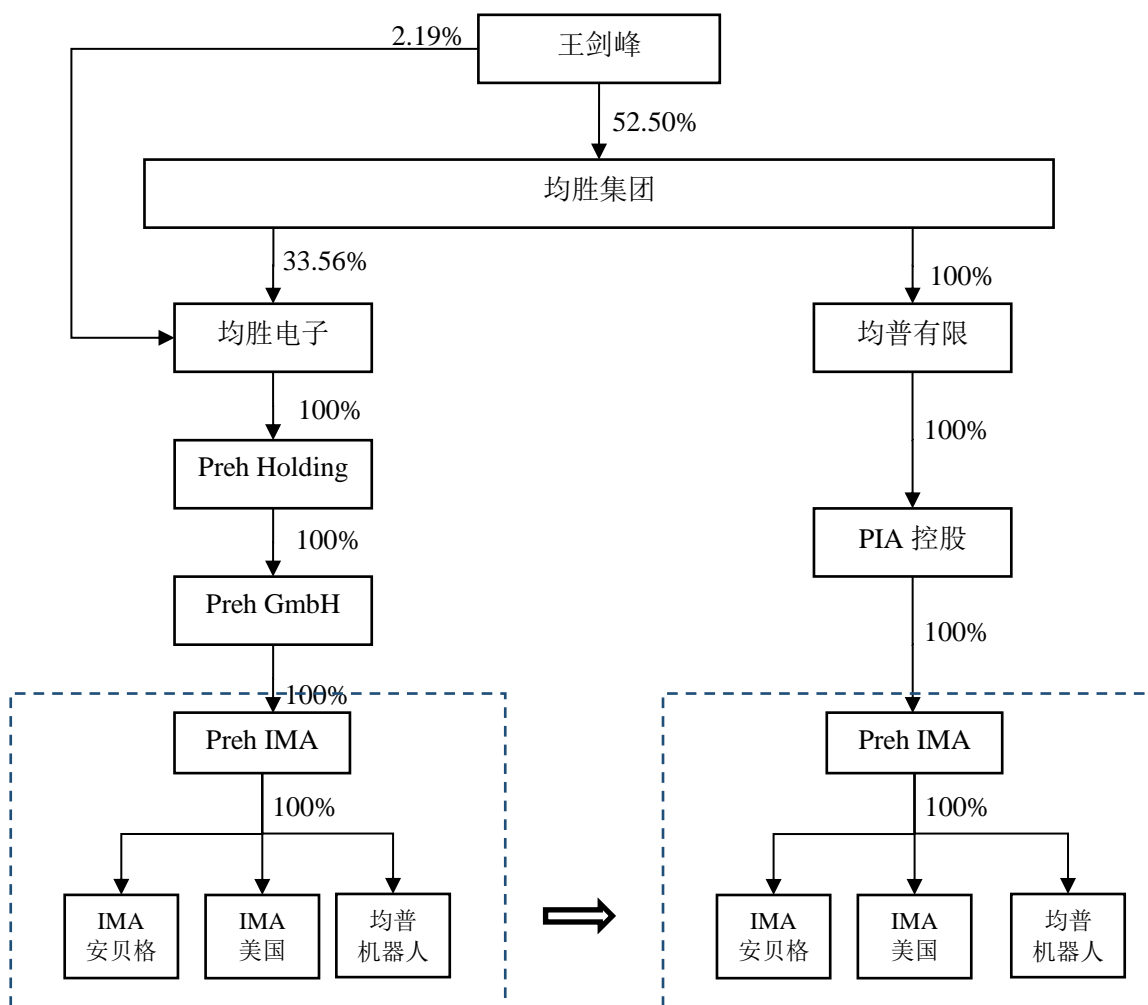 2.19%
王剑峰
52.50%
均胜集团
33.56%
100%
均胜电子
均普有限
100%
100%
Preh Holding
100%
PIA 控股
Preh GmbH
100%
100%
Preh IMA
Preh IMA
100%
100%
IMA
安贝格
IMA
美国
均普
机器人
IMA
安贝格
IMA
美国
均普
机器人